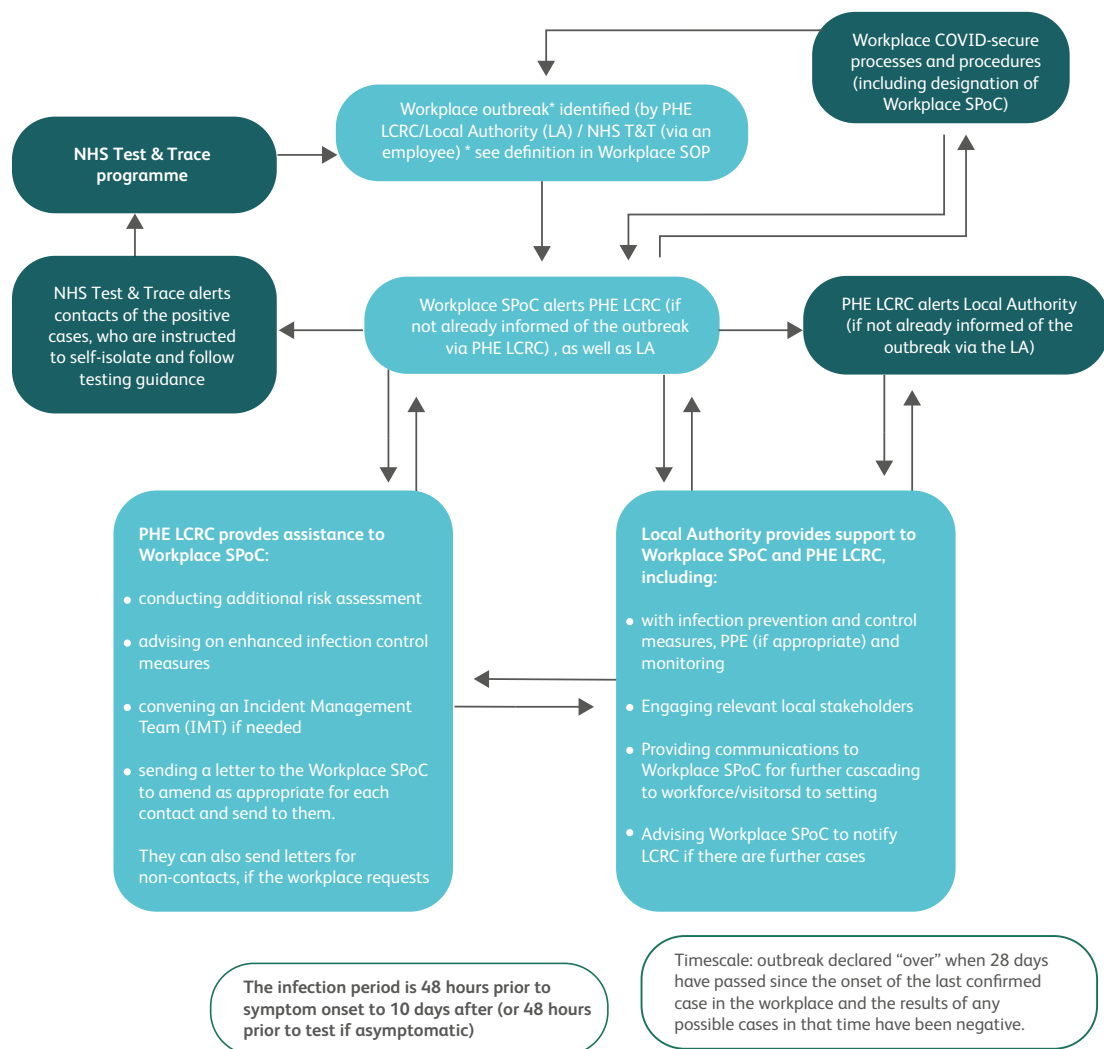 Workplace COVID-secure
processes and procedures
(including designation of
Workplace SPoC)
Workplace outbreak* identified (by PHE
LCRC/Local Authority (LA) / NHS T&T (via an
employee) * see definition in Workplace SOP
NHS Test & Trace
programme
NHS Test & Trace alerts
contacts of the positive
cases, who are instructed
to self-isolate and follow
testing guidance
Workplace SPoC alerts PHE LCRC (if
not already informed of the outbreak
via PHE LCRC) , as well as LA
PHE LCRC alerts Local Authority
(if not already informed of the
outbreak via the LA)
PHE LCRC provdes assistance to
Workplace SPoC:
• conducting additional risk assessment
• advising on enhanced infection control
measures
• convening an Incident Management
Team (IMT) if needed
• sending a letter to the Workplace SPoC
to amend as appropriate for each
contact and send to them.
They can also send letters for
non-contacts, if the workplace requests
Local Authority provides support to
Workplace SPoC and PHE LCRC,
including:
• with infection prevention and control
measures, PPE (if appropriate) and
monitoring
• Engaging relevant local stakeholders
• Providing communications to
Workplace SPoC for further cascading
to workforce/visitorsd to setting
• Advising Workplace SPoC to notify
LCRC if there are further cases
The infection period is 48 hours prior to
symptom onset to 10 days after (or 48 hours
prior to test if asymptomatic)
Timescale: outbreak declared “over” when 28 days
have passed since the onset of the last confirmed
case in the workplace and the results of any
possible cases in that time have been negative.